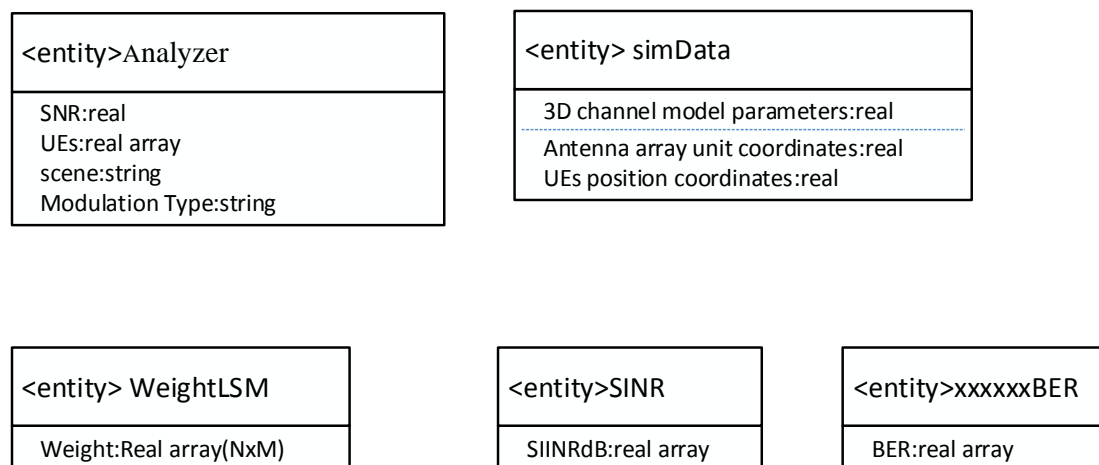 <entity>Analyzer
SNR:real
UEs:real array
scene:string
Modulation Type:string
<entity> simData
3D channel model parameters:real
Antenna array unit coordinates:real
UEs position coordinates:real
<entity> WeightLSM
Weight:Real array(NxM)
<entity>SINR
SIINRdB:real array
<entity>xxxxxxBER
BER:real array